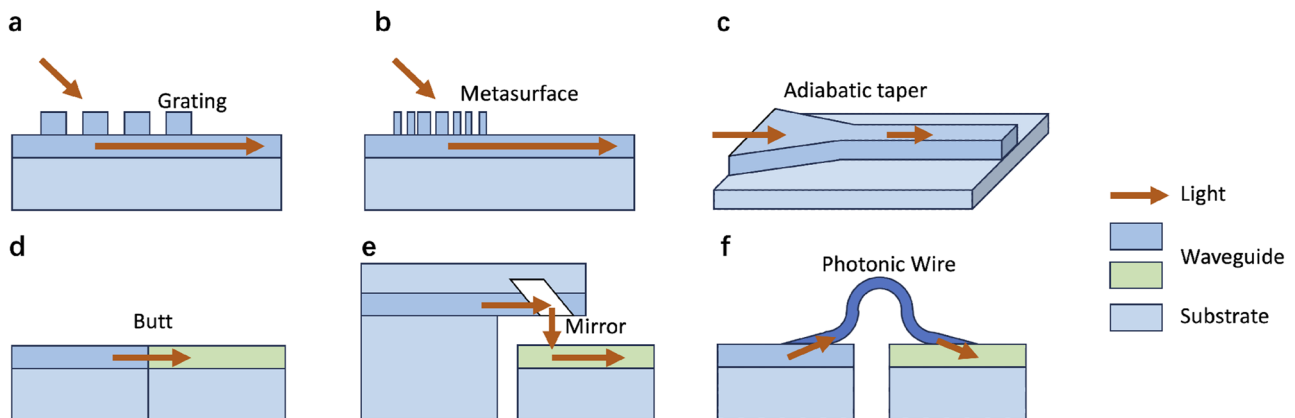 a
b
c
Grating
Metasurface
Adiabatic taper
Light
Waveguide
Substrate
d
e
f
Butt
Mirror
Photonic Wire